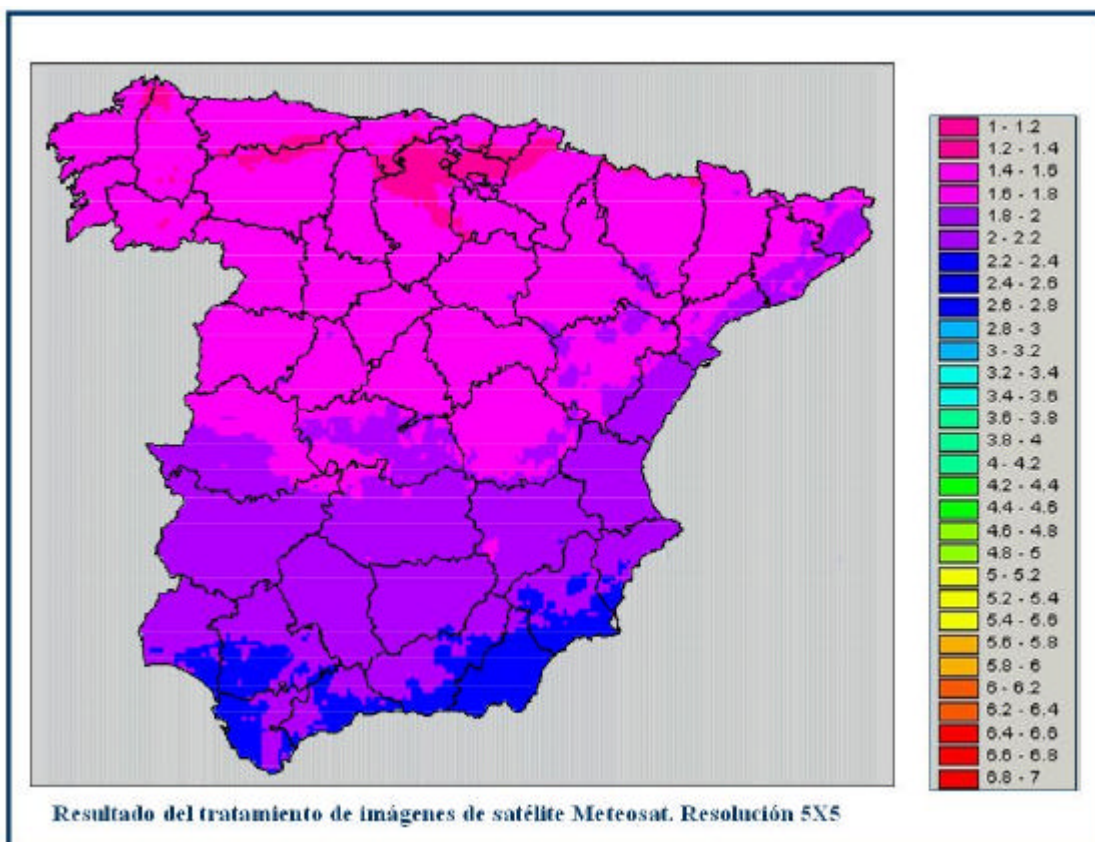 1 - 1.2
1.2 - 1.4
1.4 - 1.6
1.6 - 1.8
1.8 - 2
2 - 2.2
2.2 - 2.4
2.4 - 2.6
2.6 - 2.8
2.8 - 3
3 - 3.2
3.2 - 3.4
3.4 - 3.6
3.6 - 3.8
3.8 - 4
4 - 4.2
4.2 - 4.4
4.4 - 4.6
4.6 - 4.8
4.8 - 5
5 - 5.2
5.2 - 5.4
5.4 - 5.6
5.6 - 5.8
5.8 - 6
6 - 6.2
6.2 - 6.4
6.4 - 6.6
6.6 - 6.8
6.8 - 7
Resultado del tratamiento de imágenes de satélite Meteosat. Resolución 5X5